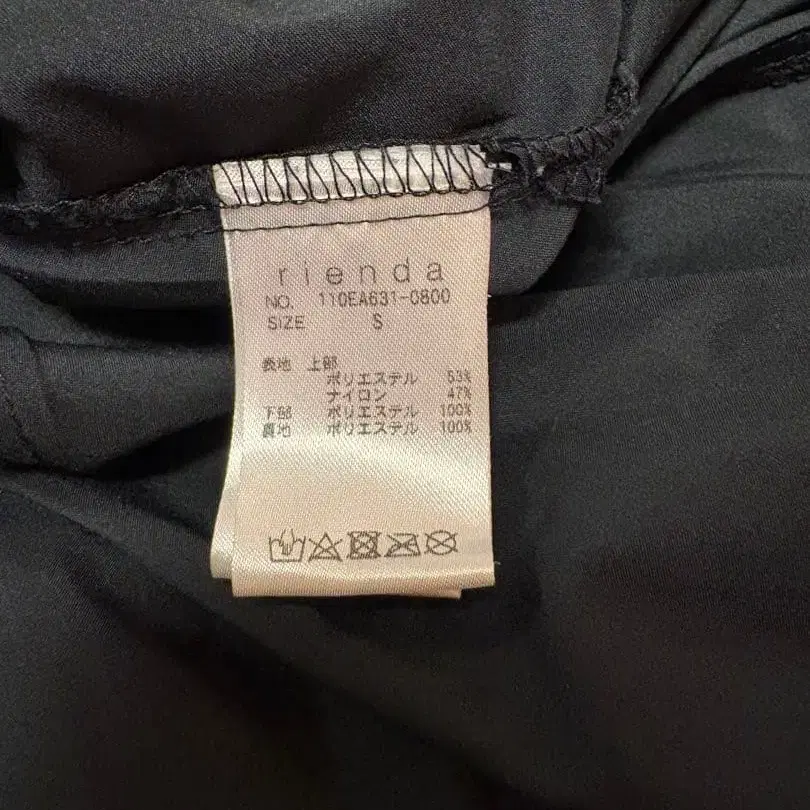 rienda
NO. 110EA631-0800
SIZE S
表地 上部
ポリエステル 53%
ナイロン 47%
下部 ポリエステル 100%
裏地 ポリエステル 100%